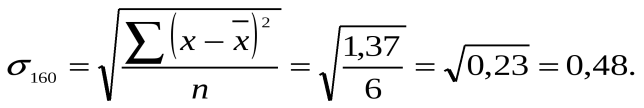 σ₁₆₀ = √(∑(x − x̅)² / n) = √(1,37 / 6) = √0,23 = 0,48.